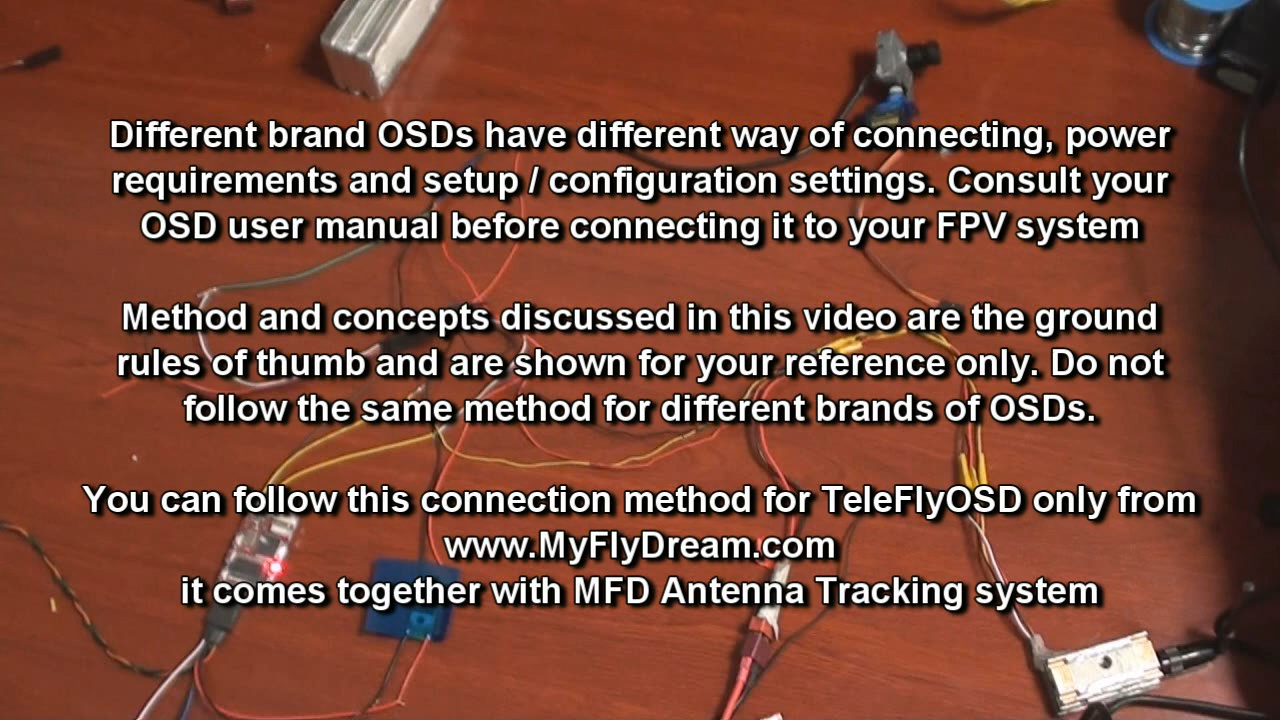 Different brand OSDs have different way of connecting, power
requirements and setup / configuration settings. Consult your
OSD user manual before connecting it to your FPV system
Method and concepts discussed in this video are the ground
rules of thumb and are shown for your reference only. Do not
follow the same method for different brands of OSDs.
You can follow this connection method for TeleFlyOSD only from
www.MyFlyDream.com
it comes together with MFD Antenna Tracking system